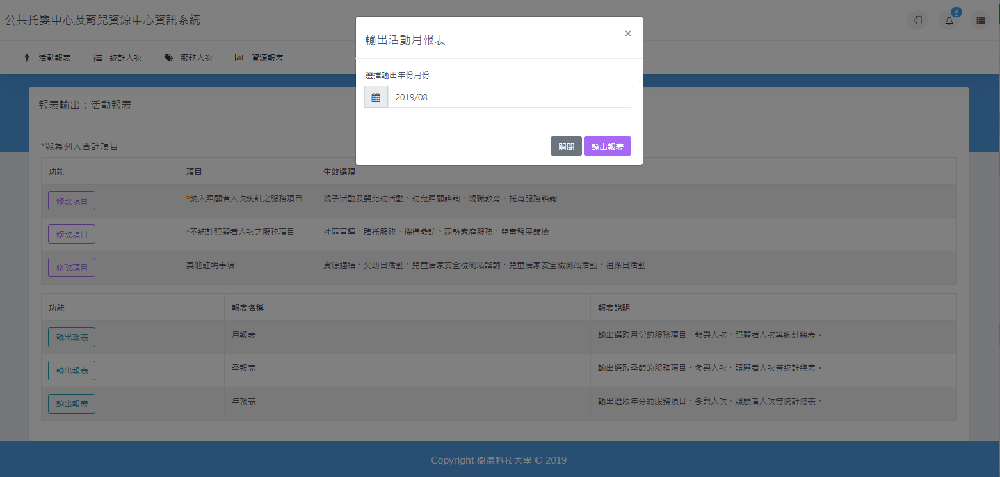 公共托嬰中心及育兒資源中心資訊系統
6
活動報表 統計人次 服務人次 資源報表
輸出活動月報表
×
選擇輸出年份月份
2019/08
關閉 輸出報表
報表輸出：活動報表
*號為列入合計項目
功能 項目 生效選項
修改項目 *納入照顧者人次統計之服務項目 親子活動及嬰兒幼活動、幼兒照顧諮詢、親職教育、托育服務諮詢
修改項目 *不統計照顧者人次之服務項目 社區宣導、臨托服務、機構參訪、弱勢家庭服務、兒童發展篩檢
修改項目 其他註明事項 資源連結、父幼日活動、兒童居家安全檢測站諮詢、兒童居家安全檢測站活動、祖孫日活動
功能 報表名稱 報表說明
輸出報表 月報表 輸出選取月份的服務項目、參與人次、照顧者人次等統計總表。
輸出報表 季報表 輸出選取季節的服務項目、參與人次、照顧者人次等統計總表。
輸出報表 年報表 輸出選取年分的服務項目、參與人次、照顧者人次等統計總表。
Copyright 樹德科技大學 © 2019